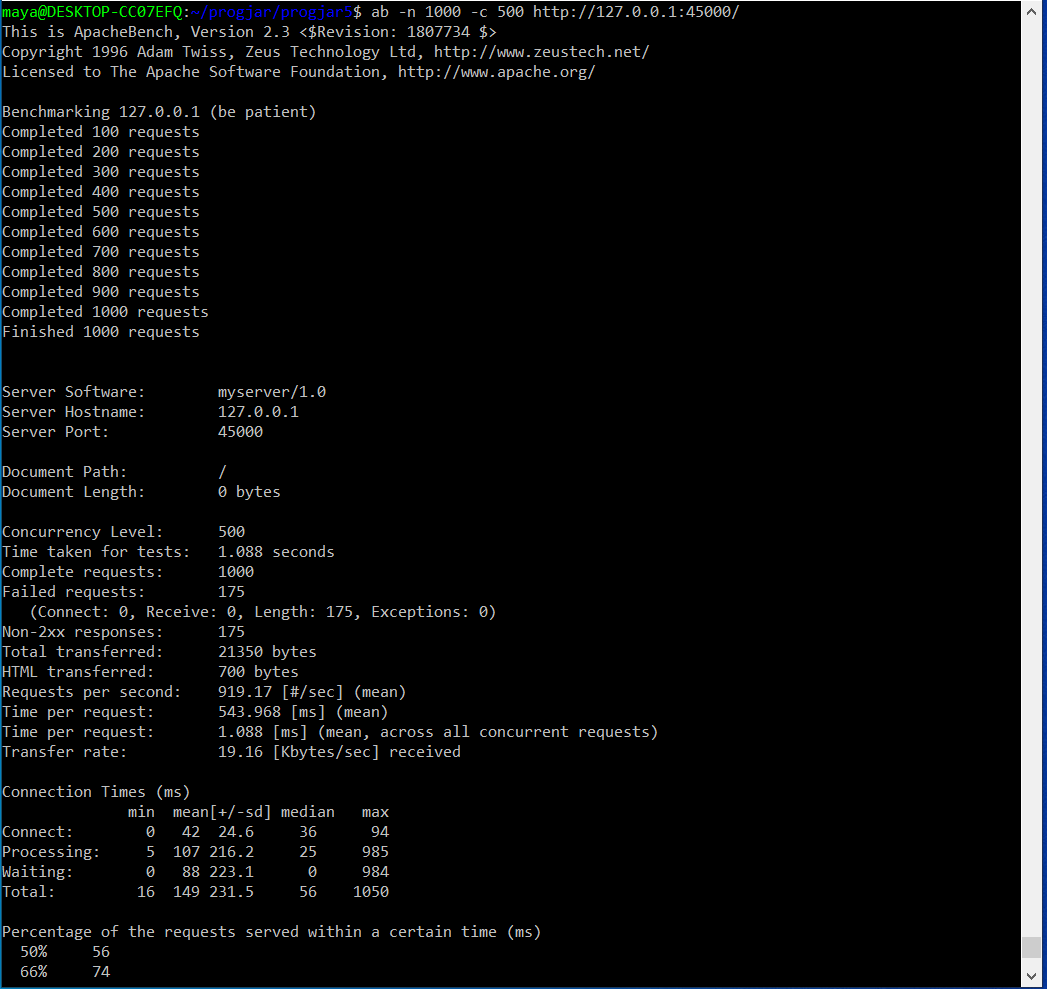 maya@DESKTOP-CC07EFQ:~/progjar/progjar5$ ab -n 1000 -c 500 http://127.0.0.1:45000/
This is ApacheBench, Version 2.3 <$Revision: 1807734 $>
Copyright 1996 Adam Twiss, Zeus Technology Ltd, http://www.zeustech.net/
Licensed to The Apache Software Foundation, http://www.apache.org/

Benchmarking 127.0.0.1 (be patient)
Completed 100 requests
Completed 200 requests
Completed 300 requests
Completed 400 requests
Completed 500 requests
Completed 600 requests
Completed 700 requests
Completed 800 requests
Completed 900 requests
Completed 1000 requests
Finished 1000 requests


Server Software:        myserver/1.0
Server Hostname:        127.0.0.1
Server Port:            45000

Document Path:          /
Document Length:        0 bytes

Concurrency Level:      500
Time taken for tests:   1.088 seconds
Complete requests:      1000
Failed requests:        175
   (Connect: 0, Receive: 0, Length: 175, Exceptions: 0)
Non-2xx responses:      175
Total transferred:      21350 bytes
HTML transferred:       700 bytes
Requests per second:    919.17 [#/sec] (mean)
Time per request:       543.968 [ms] (mean)
Time per request:       1.088 [ms] (mean, across all concurrent requests)
Transfer rate:          19.16 [Kbytes/sec] received

Connection Times (ms)
              min  mean[+/-sd] median   max
Connect:        0   42  24.6     36      94
Processing:     5  107 216.2     25     985
Waiting:        0   88 223.1      0     984
Total:         16  149 231.5     56    1050

Percentage of the requests served within a certain time (ms)
  50%     56
  66%     74